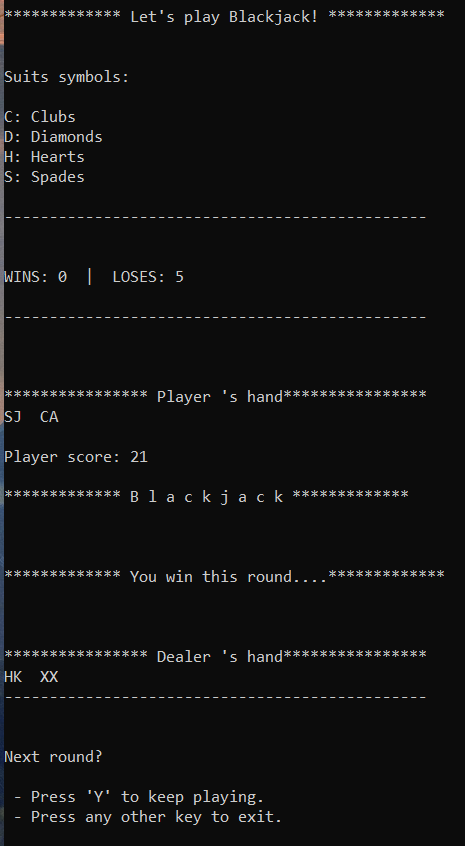 ************* Let's play Blackjack! *************
Suits symbols:
C: Clubs
D: Diamonds
H: Hearts
S: Spades
-----------------------------------------------
WINS: 0  |  LOSES: 5
-----------------------------------------------
**************** Player 's hand****************
SJ  CA
Player score: 21
************* B l a c k j a c k *************
************* You win this round....*************
**************** Dealer 's hand****************
HK  XX
-----------------------------------------------
Next round?
- Press 'Y' to keep playing.
- Press any other key to exit.